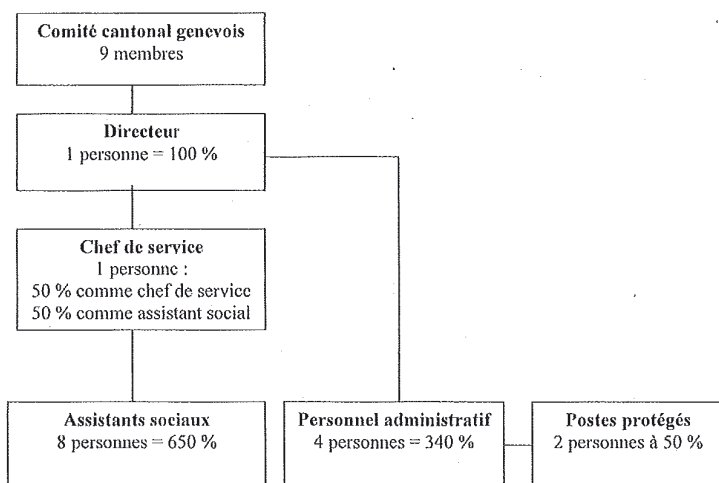 Comité cantonal genevois
9 membres
Directeur
1 personne = 100 %
Chef de service
1 personne :
50 % comme chef de service
50 % comme assistant social
Assistants sociaux
8 personnes = 650 %
Personnel administratif
4 personnes = 340 %
Postes protégés
2 personnes à 50 %